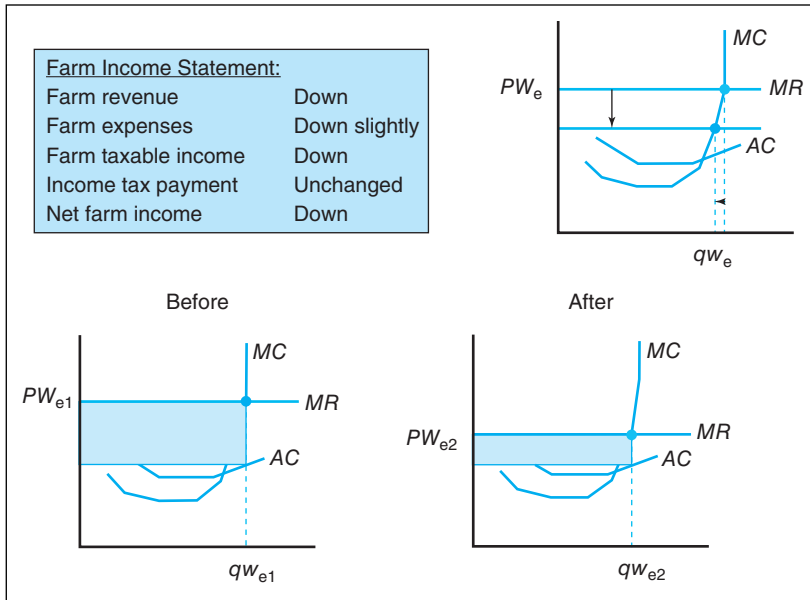 Farm Income Statement:
Farm revenue Down
Farm expenses Down slightly
Farm taxable income Down
Income tax payment Unchanged
Net farm income Down
MC
PWe
MR
AC
qwe
Before
MC
PWe1
MR
AC
qwe1
After
MC
PWe2
MR
AC
qwe2